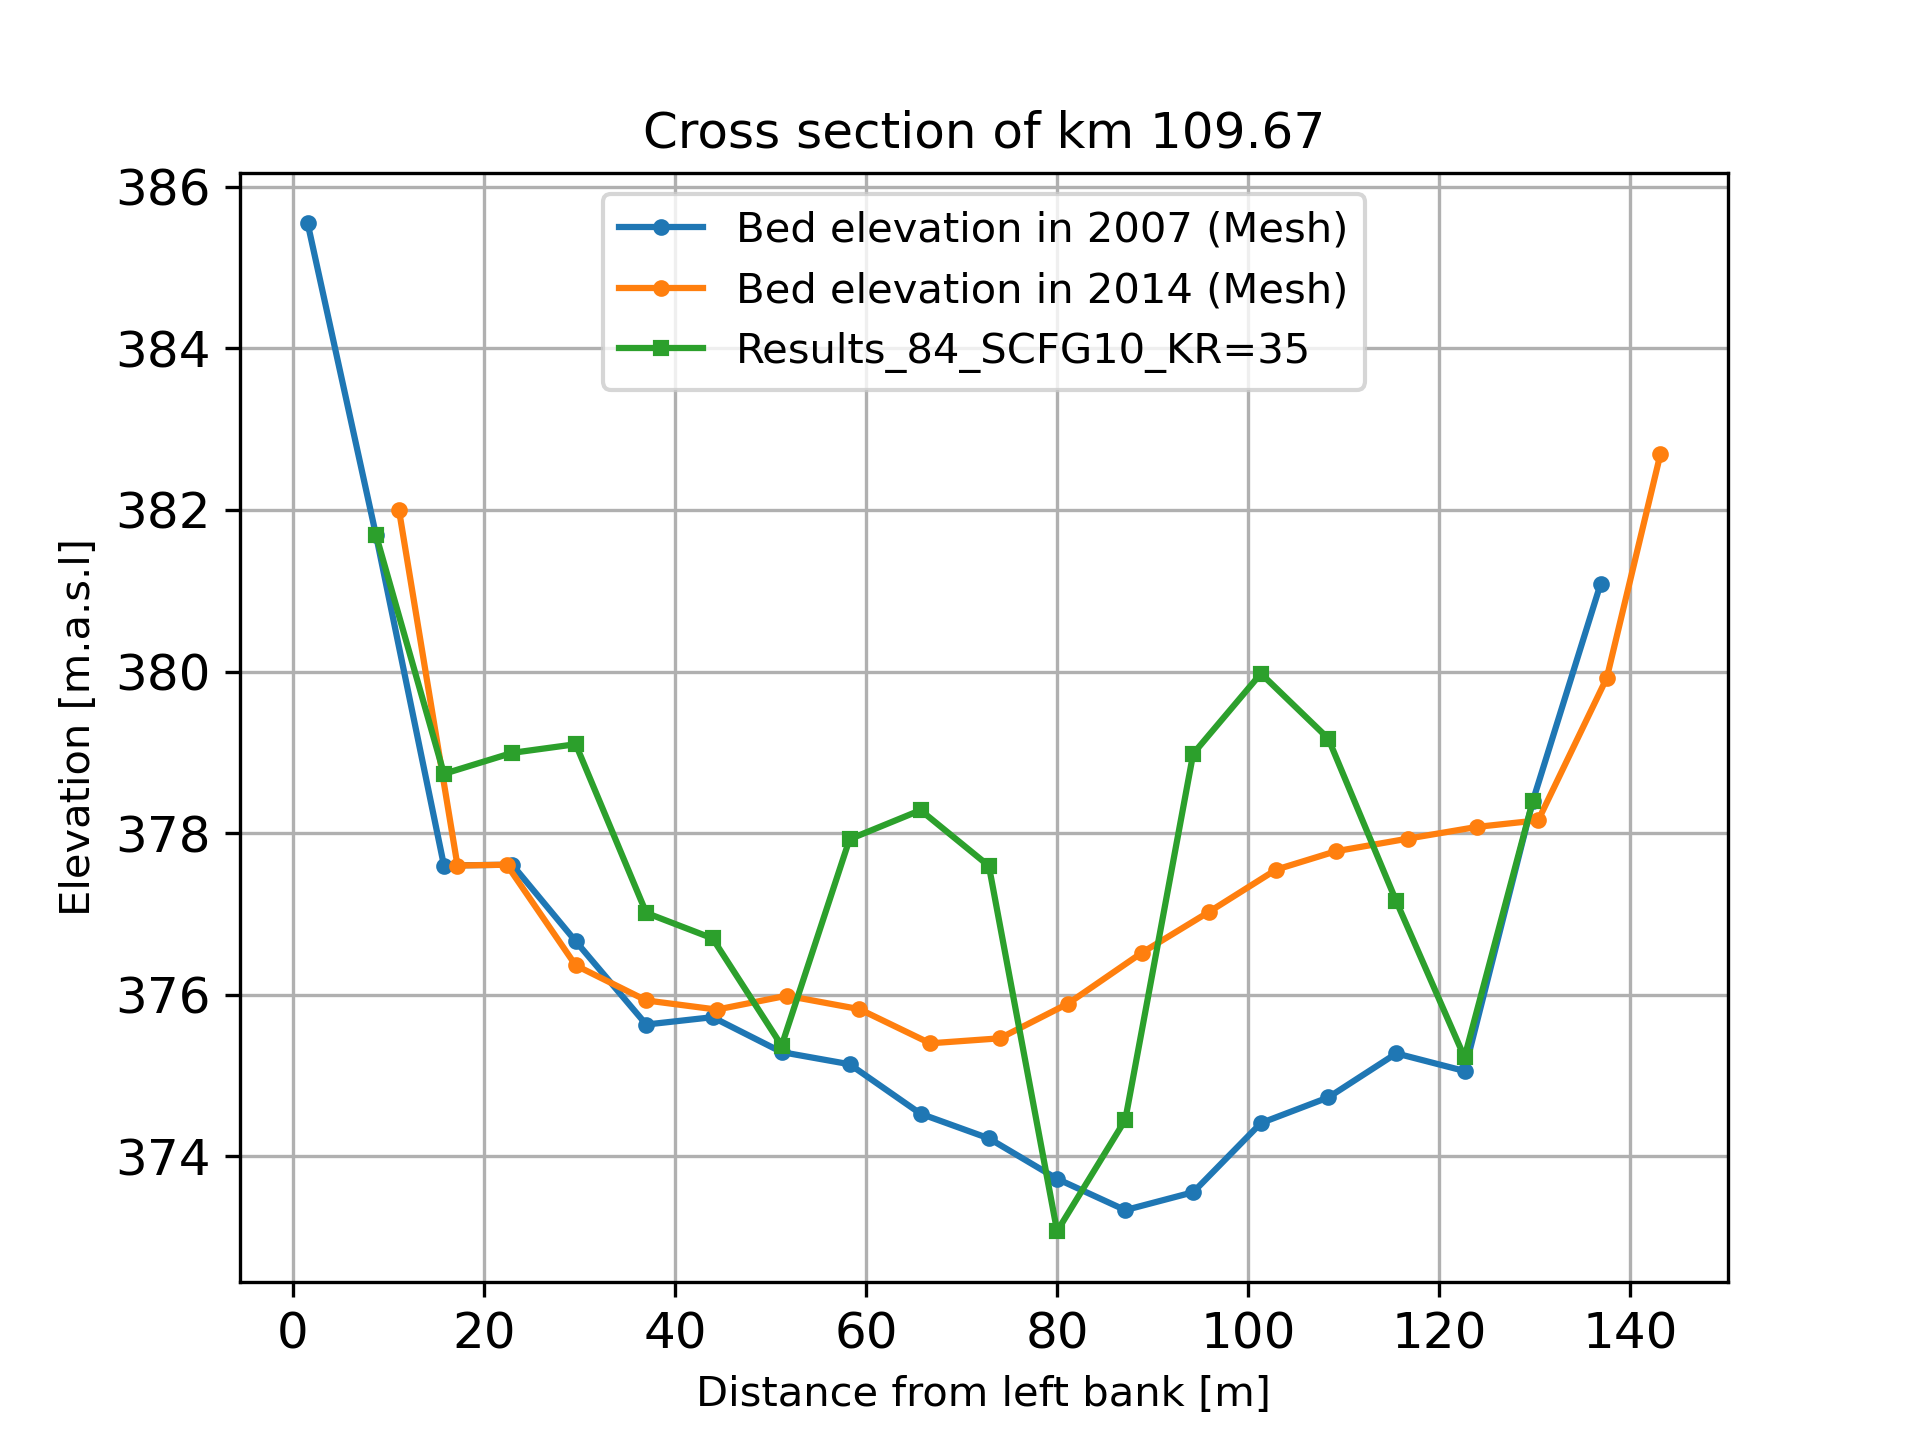 Cross section of km 109.67
386
384
382
380
378
376
374
Elevation [m.a.s.l]
Bed elevation in 2007 (Mesh)
Bed elevation in 2014 (Mesh)
Results_84_SCFG10_KR=35
0 20 40 60 80 100 120 140
Distance from left bank [m]